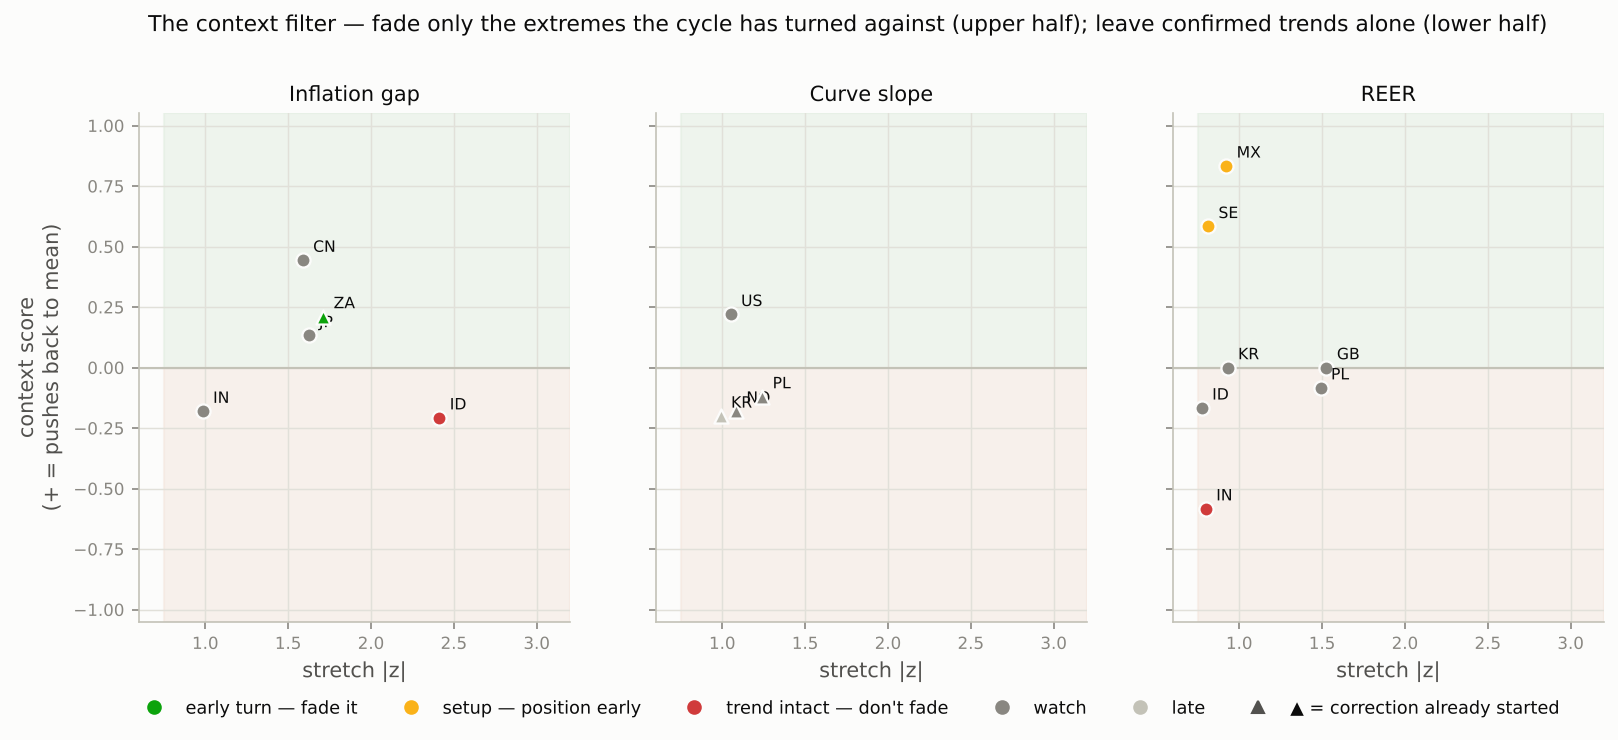 The context filter — fade only the extremes the cycle has turned against (upper half); leave confirmed trends alone (lower half)
Inflation gap
Curve slope
REER
context score
(+ = pushes back to mean)
1.00
0.75
0.50
0.25
0.00
−0.25
−0.50
−0.75
−1.00
CN
ZA
IN
ID
US
PL
KR
MX
SE
KR
GB
PL
ID
IN
1.0 1.5 2.0 2.5 3.0
1.0 1.5 2.0 2.5 3.0
1.0 1.5 2.0 2.5 3.0
stretch |z|
stretch |z|
stretch |z|
early turn — fade it
setup — position early
trend intact — don't fade
watch
late
▲ = correction already started